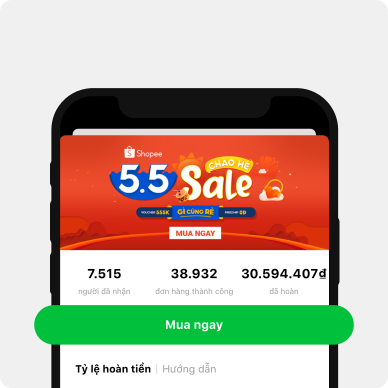 Shopee
CHÀO HÈ
5.5 Sale
VOUCHER 555K GÌ CŨNG RẺ FREESHIP 0Đ
MUA NGAY
7.515 38.932 30.594.407₫
người đã nhận đơn hàng thành công đã hoàn
Mua ngay
Tỷ lệ hoàn tiền | Hướng dẫn